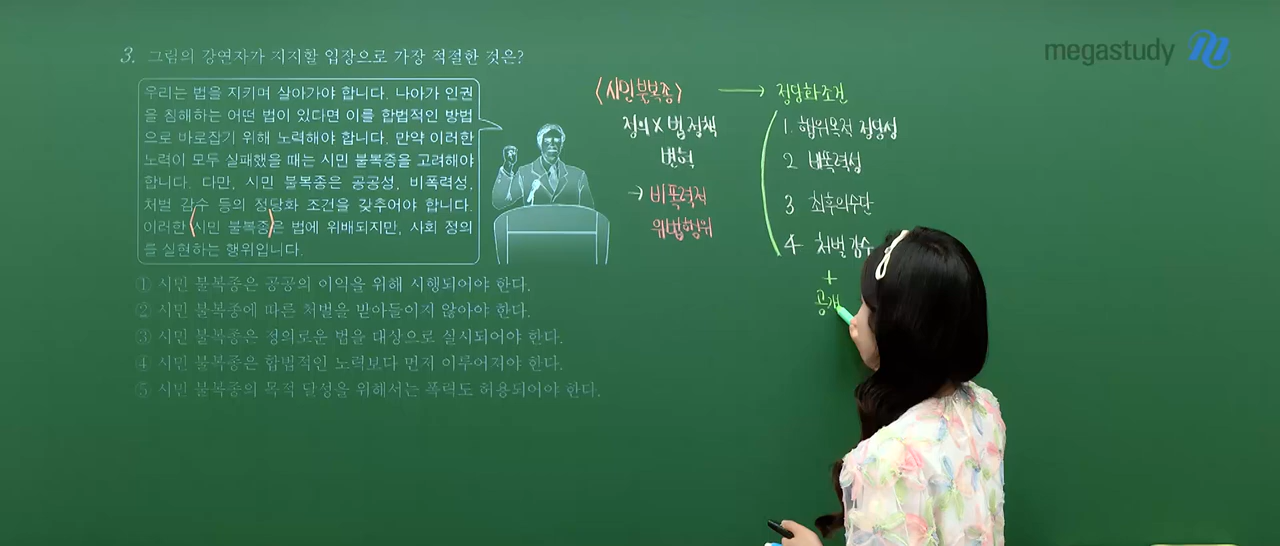 megastudy
3. 그림의 강연자가 지지할 입장으로 가장 적절한 것은?
우리는 법을 지키며 살아가야 합니다. 나아가 인권
을 침해하는 어떤 법이 있다면 이를 합법적인 방법
으로 바로잡기 위해 노력해야 합니다. 만약 이러한
노력이 모두 실패했을 때는 시민 불복종을 고려해야
합니다. 다만, 시민 불복종은 공공성, 비폭력성,
처벌 감수 등의 정당화 조건을 갖추어야 합니다.
이러한 시민 불복종은 법에 위배되지만, 사회 정의
를 실현하는 행위입니다.
① 시민 불복종은 공공의 이익을 위해 시행되어야 한다.
② 시민 불복종에 따른 처벌을 받아들이지 않아야 한다.
③ 시민 불복종은 정의로운 법을 대상으로 실시되어야 한다.
④ 시민 불복종은 합법적인 노력보다 먼저 이루어져야 한다.
⑤ 시민 불복종의 목적 달성을 위해서는 폭력도 허용되어야 한다.
〈시민불복종〉 → 정당화조건
정의 X 법, 정책
변혁
→ 비폭력적
위법행위
1. 행위목적 정당성
2 비폭력성
3 최후의수단
4 처벌감수
+
공개